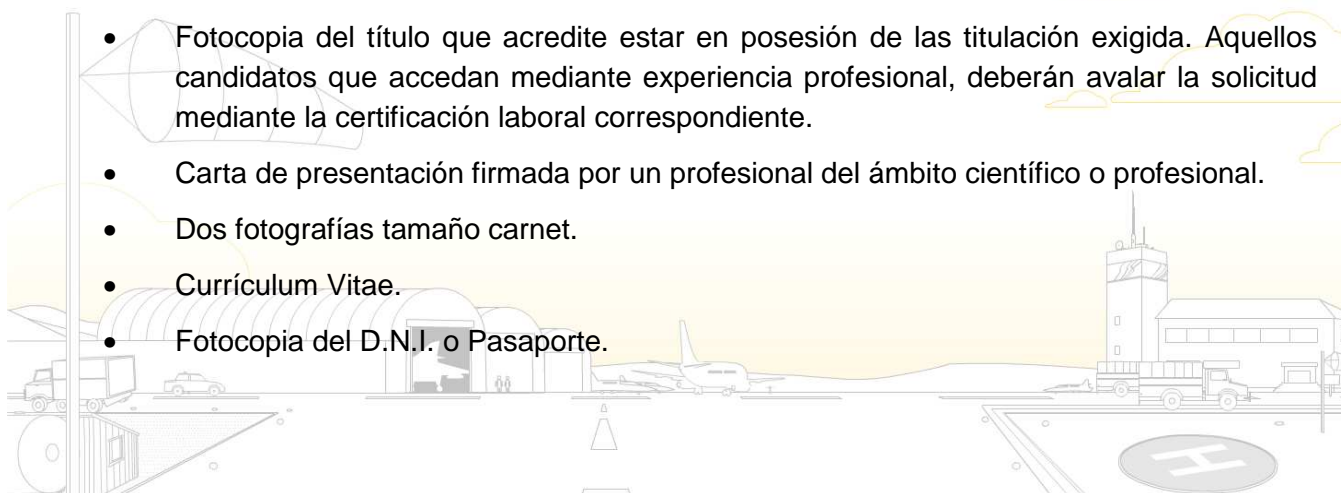 • Fotocopia del título que acredite estar en posesión de las titulación exigida. Aquellos
candidatos que accedan mediante experiencia profesional, deberán avalar la solicitud
mediante la certificación laboral correspondiente.
• Carta de presentación firmada por un profesional del ámbito científico o profesional.
• Dos fotografías tamaño carnet.
• Currículum Vitae.
• Fotocopia del D.N.I. o Pasaporte.
H